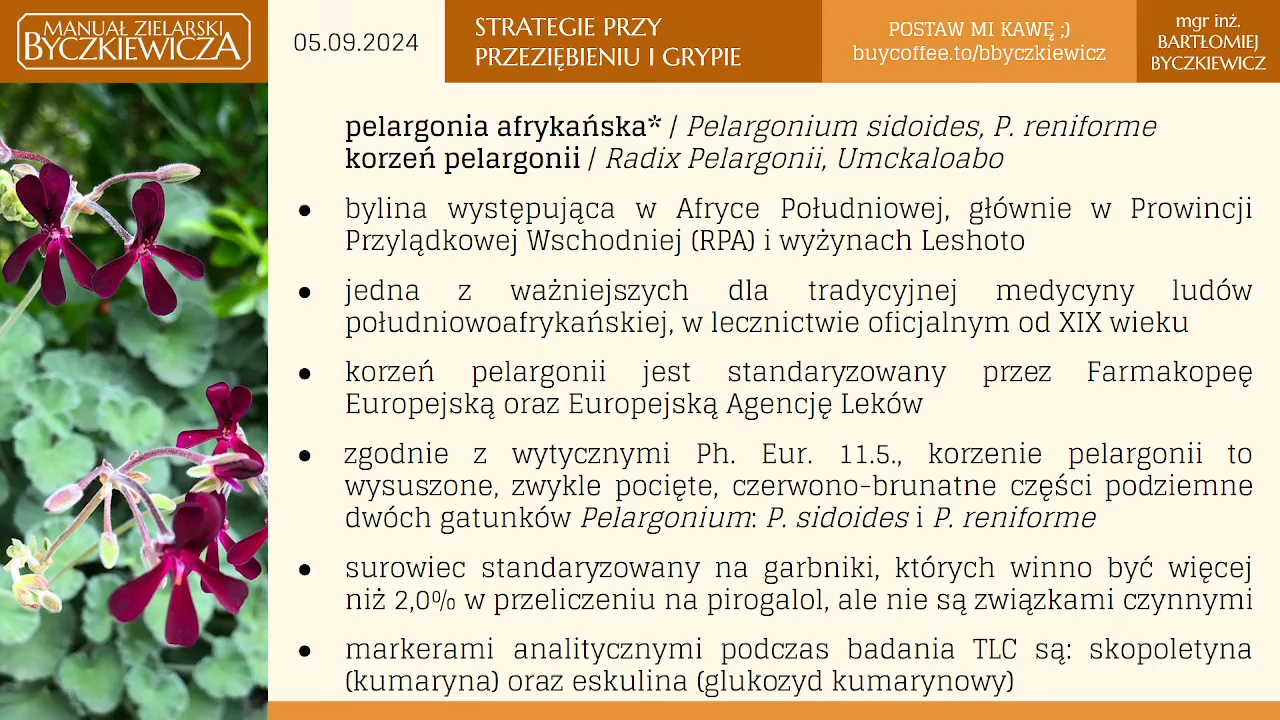 MANUAŁ ZIELARSKI
BYCZKIEWICZA
05.09.2024
STRATEGIE PRZY
PRZEZIĘBIENIU I GRYPIE
POSTAW MI KAWĘ ;)
buycoffee.to/bbyczkiewicz
mgr inż.
BARTŁOMIEJ
BYCZKIEWICZ
pelargonia afrykańska* / Pelargonium sidoides, P. reniforme
korzeń pelargonii / Radix Pelargonii, Umckaloabo
● bylina występująca w Afryce Południowej, głównie w Prowincji
Przylądkowej Wschodniej (RPA) i wyżynach Leshoto
● jedna z ważniejszych dla tradycyjnej medycyny ludów
południowoafrykańskiej, w lecznictwie oficjalnym od XIX wieku
● korzeń pelargonii jest standaryzowany przez Farmakopeę
Europejską oraz Europejską Agencję Leków
● zgodnie z wytycznymi Ph. Eur. 11.5., korzenie pelargonii to
wysuszone, zwykle pocięte, czerwono-brunatne części podziemne
dwóch gatunków Pelargonium: P. sidoides i P. reniforme
● surowiec standaryzowany na garbniki, których winno być więcej
niż 2,0% w przeliczeniu na pirogalol, ale nie są związkami czynnymi
● markerami analitycznymi podczas badania TLC są: skopoletyna
(kumaryna) oraz eskulina (glukozyd kumarynowy)